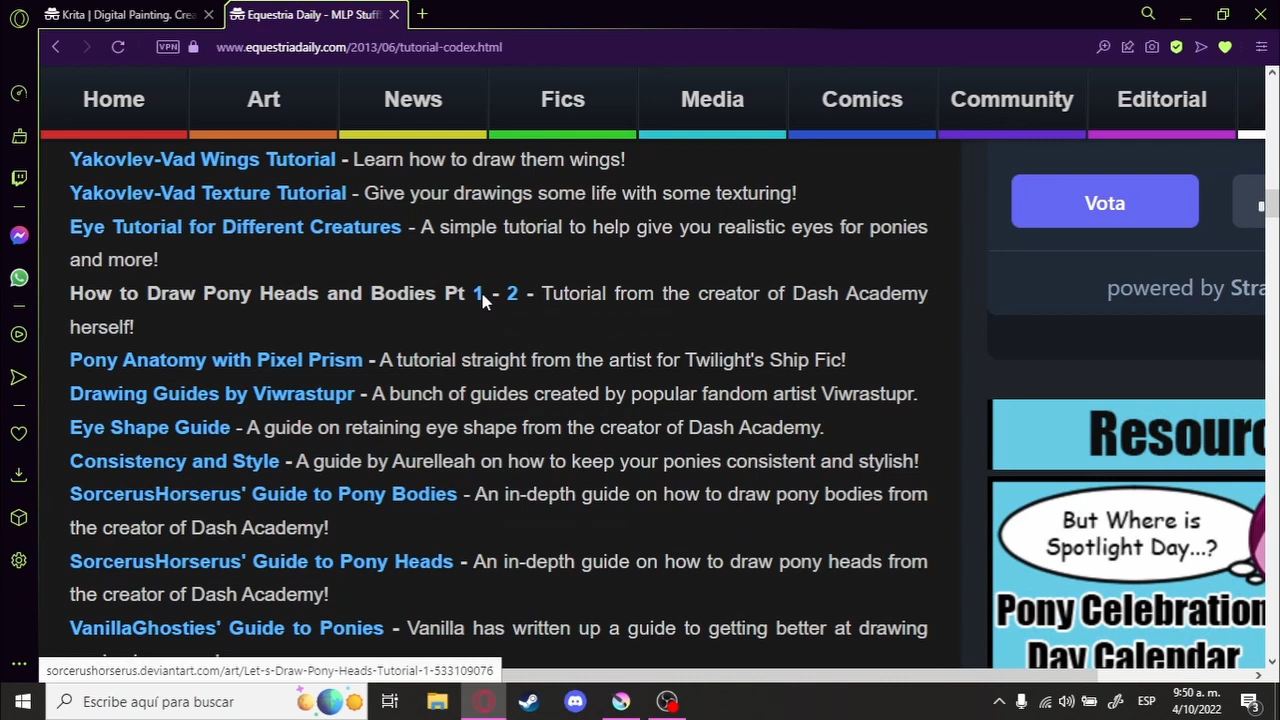 Krita | Digital Painting. Crea
Equestria Daily - MLP Stuff!
VPN
www.equestriadaily.com/2013/06/tutorial-codex.html
Home
Art
News
Fics
Media
Comics
Community
Editorial
Yakovlev-Vad Wings Tutorial - Learn how to draw them wings!
Yakovlev-Vad Texture Tutorial - Give your drawings some life with some texturing!
Eye Tutorial for Different Creatures - A simple tutorial to help give you realistic eyes for ponies
and more!
How to Draw Pony Heads and Bodies Pt 1 - 2 - Tutorial from the creator of Dash Academy
herself!
Pony Anatomy with Pixel Prism - A tutorial straight from the artist for Twilight's Ship Fic!
Drawing Guides by Viwrastupr - A bunch of guides created by popular fandom artist Viwrastupr.
Eye Shape Guide - A guide on retaining eye shape from the creator of Dash Academy.
Consistency and Style - A guide by Aurelleah on how to keep your ponies consistent and stylish!
SorcerusHorserus' Guide to Pony Bodies - An in-depth guide on how to draw pony bodies from
the creator of Dash Academy!
SorcerusHorserus' Guide to Pony Heads - An in-depth guide on how to draw pony heads from
the creator of Dash Academy!
VanillaGhosties' Guide to Ponies - Vanilla has written up a guide to getting better at drawing
Vota
powered by Stra
Resour
But Where is
Spotlight Day...?
Pony Celebration
Day Calendar
sorcerushorserus.deviantart.com/art/Let-s-Draw-Pony-Heads-Tutorial-1-533109076
Escribe aquí para buscar
ESP
9:50 a. m.
4/10/2022
3